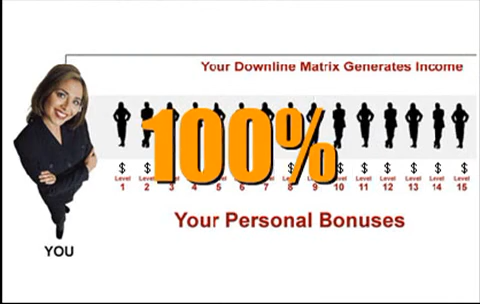 Your Downline Matrix Generates Income
100%
$ $ $ $ $ $ $ $ $
Level Level Level Level Level Level Level Level Level Level Level Level Level Level Level
1 2 3 4 5 6 7 8 9 10 11 12 13 14 15
Your Personal Bonuses
YOU